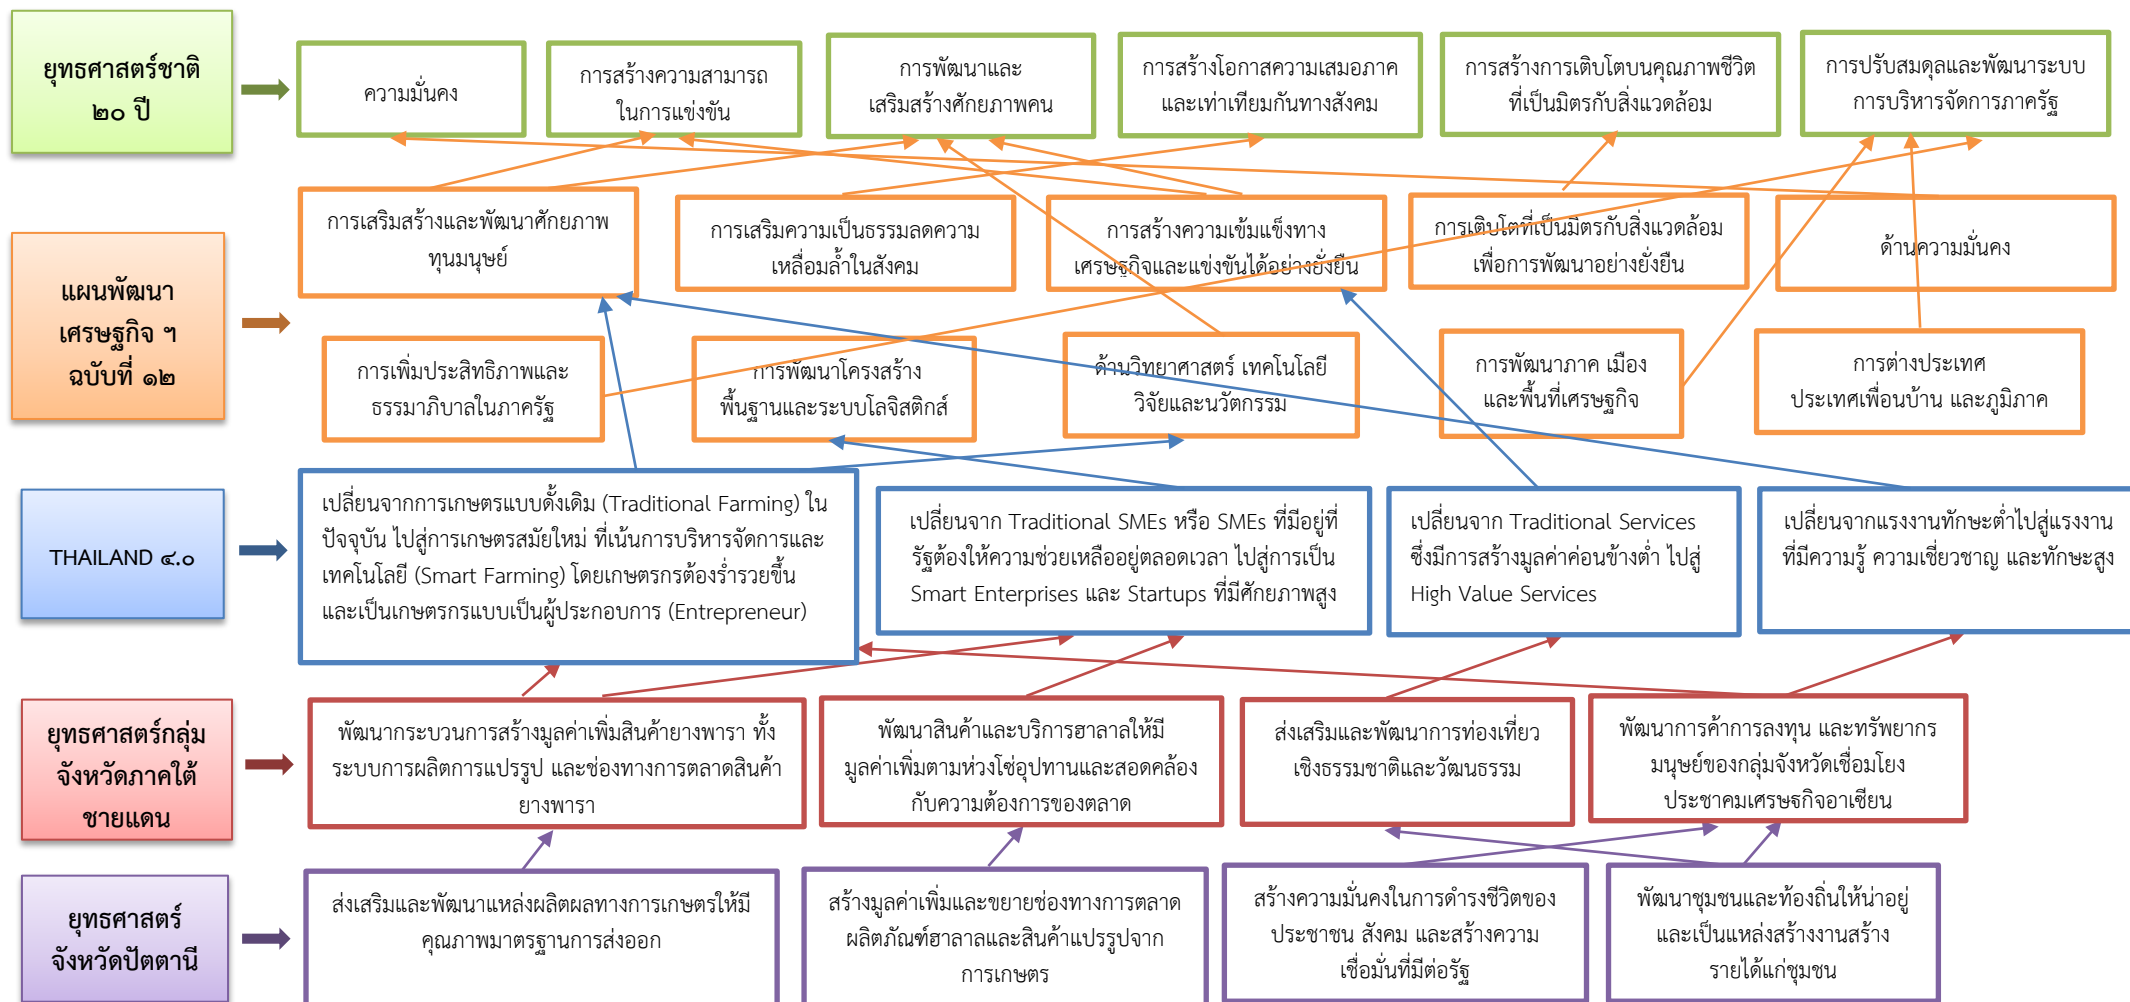 ยุทธศาสตร์ชาติ
๒๐ ปี
ความมั่นคง
การสร้างความสามารถ
ในการแข่งขัน
การพัฒนาและ
เสริมสร้างศักยภาพคน
การสร้างโอกาสความเสมอภาค
และเท่าเทียมกันทางสังคม
การสร้างการเติบโตบนคุณภาพชีวิต
ที่เป็นมิตรกับสิ่งแวดล้อม
การปรับสมดุลและพัฒนาระบบ
การบริหารจัดการภาครัฐ
แผนพัฒนา
เศรษฐกิจ ฯ
ฉบับที่ ๑๒
การเสริมสร้างและพัฒนาศักยภาพ
ทุนมนุษย์
การเสริมความเป็นธรรมลดความ
เหลื่อมล้ำในสังคม
การสร้างความเข้มแข็งทาง
เศรษฐกิจและแข่งขันได้อย่างยั่งยืน
การเติบโตที่เป็นมิตรกับสิ่งแวดล้อม
เพื่อการพัฒนาอย่างยั่งยืน
ด้านความมั่นคง
การเพิ่มประสิทธิภาพและ
ธรรมาภิบาลในภาครัฐ
การพัฒนาโครงสร้าง
พื้นฐานและระบบโลจิสติกส์
ด้านวิทยาศาสตร์ เทคโนโลยี
วิจัยและนวัตกรรม
การพัฒนาภาค เมือง
และพื้นที่เศรษฐกิจ
การต่างประเทศ
ประเทศเพื่อนบ้าน และภูมิภาค
THAILAND ๔.๐
เปลี่ยนจากการเกษตรแบบดั้งเดิม (Traditional Farming) ใน
ปัจจุบัน ไปสู่การเกษตรสมัยใหม่ ที่เน้นการบริหารจัดการและ
เทคโนโลยี (Smart Farming) โดยเกษตรกรต้องร่ำรวยขึ้น
และเป็นเกษตรกรแบบเป็นผู้ประกอบการ (Entrepreneur)
เปลี่ยนจาก Traditional SMEs หรือ SMEs ที่มีอยู่ที่
รัฐต้องให้ความช่วยเหลืออยู่ตลอดเวลา ไปสู่การเป็น
Smart Enterprises และ Startups ที่มีศักยภาพสูง
เปลี่ยนจาก Traditional Services
ซึ่งมีการสร้างมูลค่าค่อนข้างต่ำ ไปสู่
High Value Services
เปลี่ยนจากแรงงานทักษะต่ำไปสู่แรงงาน
ที่มีความรู้ ความเชี่ยวชาญ และทักษะสูง
ยุทธศาสตร์กลุ่ม
จังหวัดภาคใต้
ชายแดน
พัฒนากระบวนการสร้างมูลค่าเพิ่มสินค้ายางพารา ทั้ง
ระบบการผลิตการแปรรูป และช่องทางการตลาดสินค้า
ยางพารา
พัฒนาสินค้าและบริการฮาลาลให้มี
มูลค่าเพิ่มตามห่วงโซ่อุปทานและสอดคล้อง
กับความต้องการของตลาด
ส่งเสริมและพัฒนาการท่องเที่ยว
เชิงธรรมชาติและวัฒนธรรม
พัฒนาการค้าการลงทุน และทรัพยากร
มนุษย์ของกลุ่มจังหวัดเชื่อมโยง
ประชาคมเศรษฐกิจอาเซียน
ยุทธศาสตร์
จังหวัดปัตตานี
ส่งเสริมและพัฒนาแหล่งผลิตผลทางการเกษตรให้มี
คุณภาพมาตรฐานการส่งออก
สร้างมูลค่าเพิ่มและขยายช่องทางการตลาด
ผลิตภัณฑ์ฮาลาลและสินค้าแปรรูปจาก
การเกษตร
สร้างความมั่นคงในการดำรงชีวิตของ
ประชาชน สังคม และสร้างความ
เชื่อมั่นที่มีต่อรัฐ
พัฒนาชุมชนและท้องถิ่นให้น่าอยู่
และเป็นแหล่งสร้างงานสร้าง
รายได้แก่ชุมชน